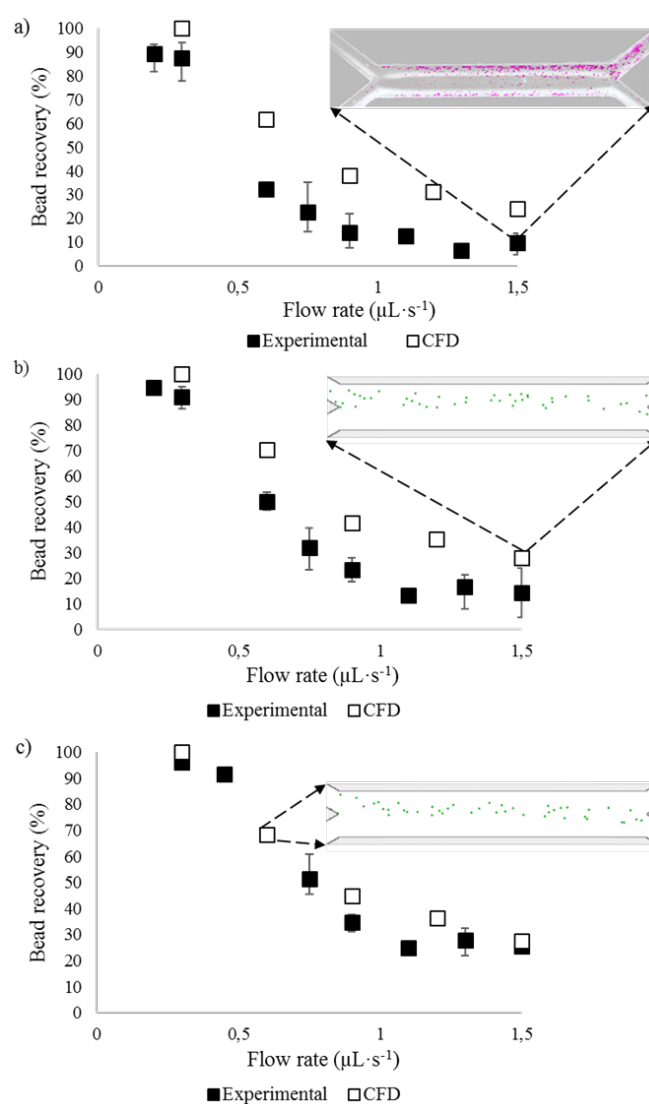 a)
100
90
80
70
60
50
40
30
20
10
0
Bead recovery (%)
0 0,5 1 1,5
Flow rate (µL·s⁻¹)
■Experimental □CFD
b)
100
90
80
70
60
50
40
30
20
10
0
Bead recovery (%)
0 0,5 1 1,5
Flow rate (µL·s⁻¹)
■Experimental □CFD
c)
100
90
80
70
60
50
40
30
20
10
0
Bead recovery (%)
0 0,5 1 1,5
Flow rate (µL·s⁻¹)
■Experimental □CFD